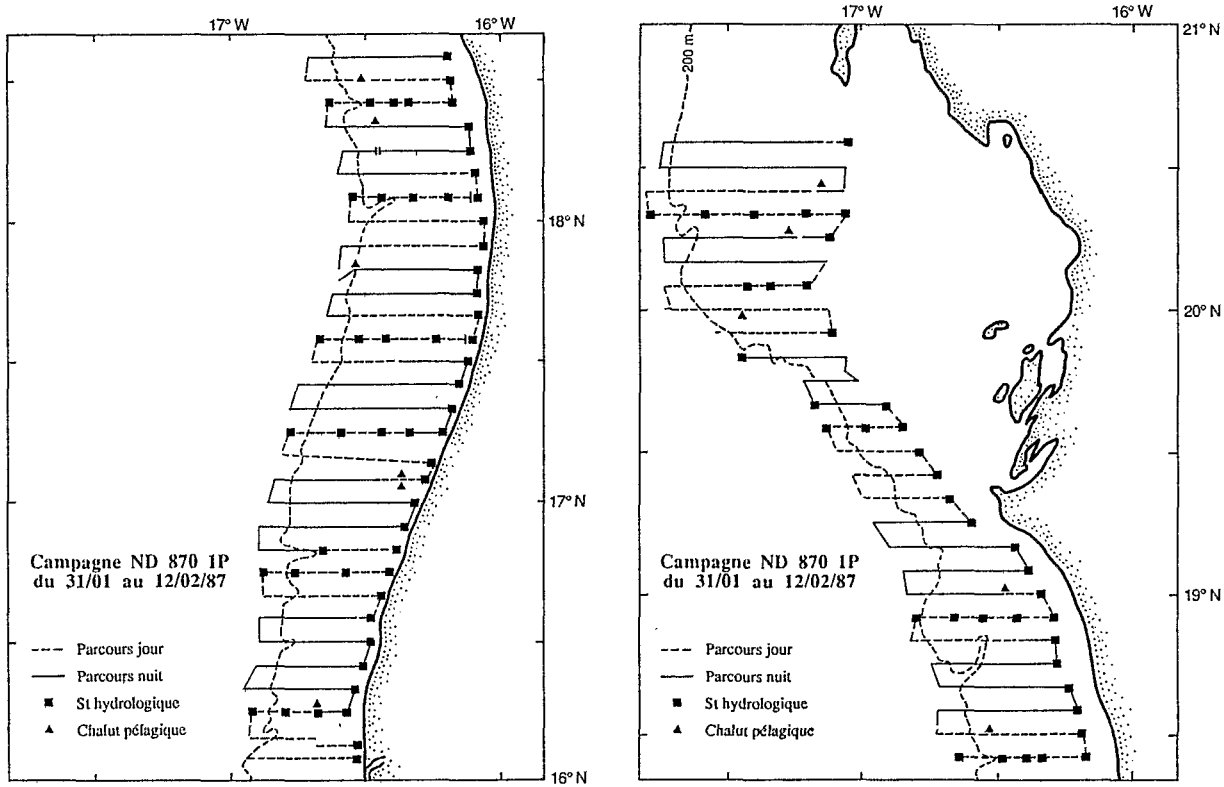 17°W
16°W
18°N
17°N
16°N
Campagne ND 870 1P
du 31/01 au 12/02/87
Parcours jour
Parcours nuit
St hydrologique
Chalut pélagique
17°W
16°W
21°N
200 m
20°N
19°N
Campagne ND 870 1P
du 31/01 au 12/02/87
Parcours jour
Parcours nuit
St hydrologique
Chalut pélagique